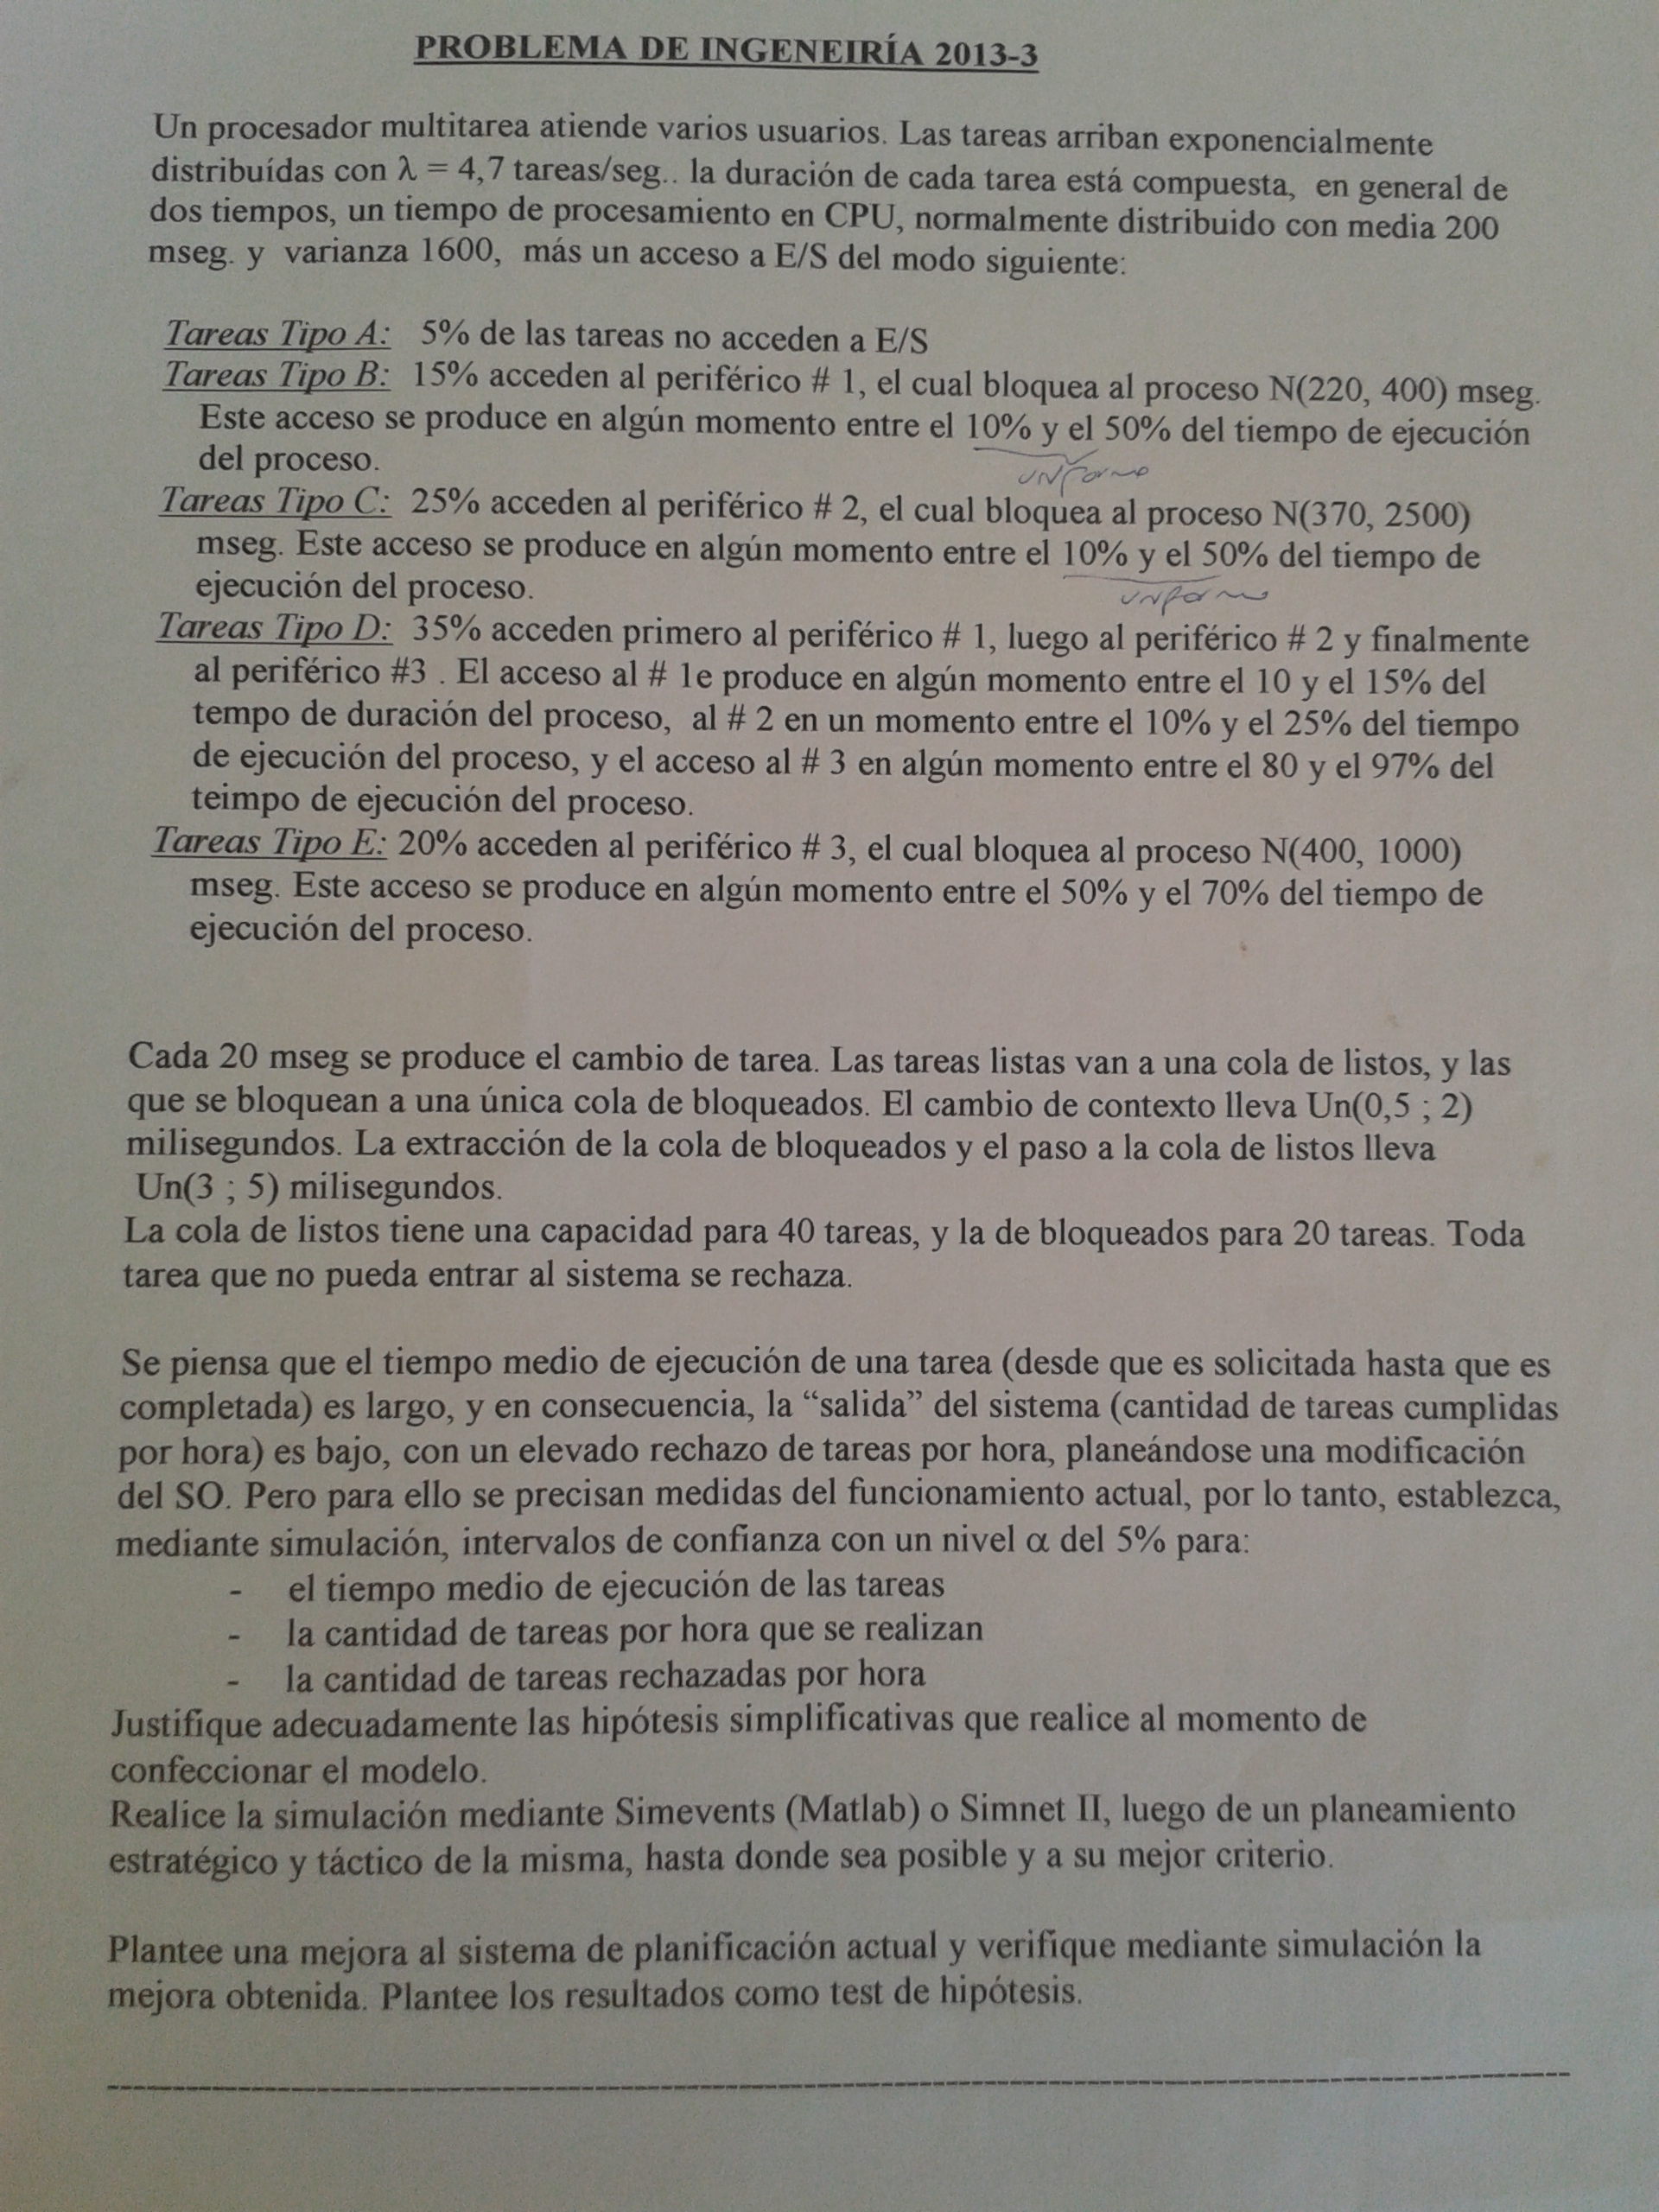 PROBLEMA DE INGENEIRÍA 2013-3
Un procesador multitarea atiende varios usuarios. Las tareas arriban exponencialmente
distribuídas con λ = 4,7 tareas/seg.. la duración de cada tarea está compuesta, en general de
dos tiempos, un tiempo de procesamiento en CPU, normalmente distribuido con media 200
mseg. y varianza 1600, más un acceso a E/S del modo siguiente:
Tareas Tipo A: 5% de las tareas no acceden a E/S
Tareas Tipo B: 15% acceden al periférico # 1, el cual bloquea al proceso N(220, 400) mseg.
Este acceso se produce en algún momento entre el 10% y el 50% del tiempo de ejecución
del proceso.
uniforme
Tareas Tipo C: 25% acceden al periférico # 2, el cual bloquea al proceso N(370, 2500)
mseg. Este acceso se produce en algún momento entre el 10% y el 50% del tiempo de
ejecución del proceso.
uniforme
Tareas Tipo D: 35% acceden primero al periférico # 1, luego al periférico # 2 y finalmente
al periférico #3 . El acceso al # 1e produce en algún momento entre el 10 y el 15% del
tempo de duración del proceso, al # 2 en un momento entre el 10% y el 25% del tiempo
de ejecución del proceso, y el acceso al # 3 en algún momento entre el 80 y el 97% del
teimpo de ejecución del proceso.
Tareas Tipo E: 20% acceden al periférico # 3, el cual bloquea al proceso N(400, 1000)
mseg. Este acceso se produce en algún momento entre el 50% y el 70% del tiempo de
ejecución del proceso.
Cada 20 mseg se produce el cambio de tarea. Las tareas listas van a una cola de listos, y las
que se bloquean a una única cola de bloqueados. El cambio de contexto lleva Un(0,5 ; 2)
milisegundos. La extracción de la cola de bloqueados y el paso a la cola de listos lleva
Un(3 ; 5) milisegundos.
La cola de listos tiene una capacidad para 40 tareas, y la de bloqueados para 20 tareas. Toda
tarea que no pueda entrar al sistema se rechaza.
Se piensa que el tiempo medio de ejecución de una tarea (desde que es solicitada hasta que es
completada) es largo, y en consecuencia, la “salida” del sistema (cantidad de tareas cumplidas
por hora) es bajo, con un elevado rechazo de tareas por hora, planeándose una modificación
del SO. Pero para ello se precisan medidas del funcionamiento actual, por lo tanto, establezca,
mediante simulación, intervalos de confianza con un nivel α del 5% para:
- el tiempo medio de ejecución de las tareas
- la cantidad de tareas por hora que se realizan
- la cantidad de tareas rechazadas por hora
Justifique adecuadamente las hipótesis simplificativas que realice al momento de
confeccionar el modelo.
Realice la simulación mediante Simevents (Matlab) o Simnet II, luego de un planeamiento
estratégico y táctico de la misma, hasta donde sea posible y a su mejor criterio.
Plantee una mejora al sistema de planificación actual y verifique mediante simulación la
mejora obtenida. Plantee los resultados como test de hipótesis.